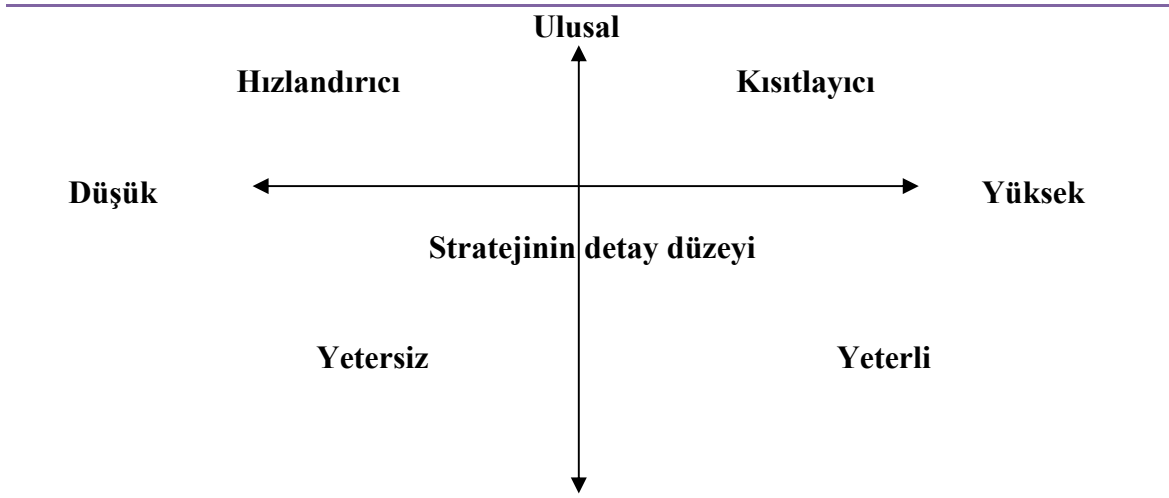 Ulusal
Hızlandırıcı Kısıtlayıcı
Düşük Yüksek
Stratejinin detay düzeyi
Yetersiz Yeterli